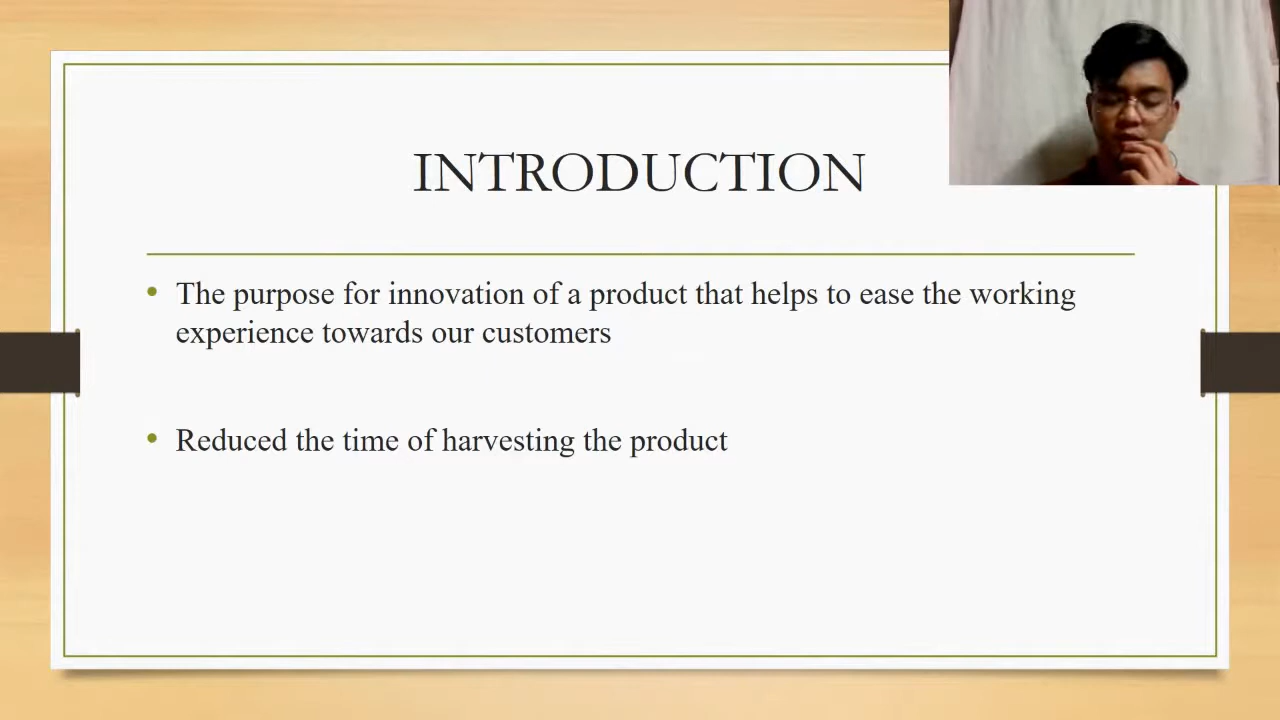 INTRODUCTION
• The purpose for innovation of a product that helps to ease the working
experience towards our customers
• Reduced the time of harvesting the product